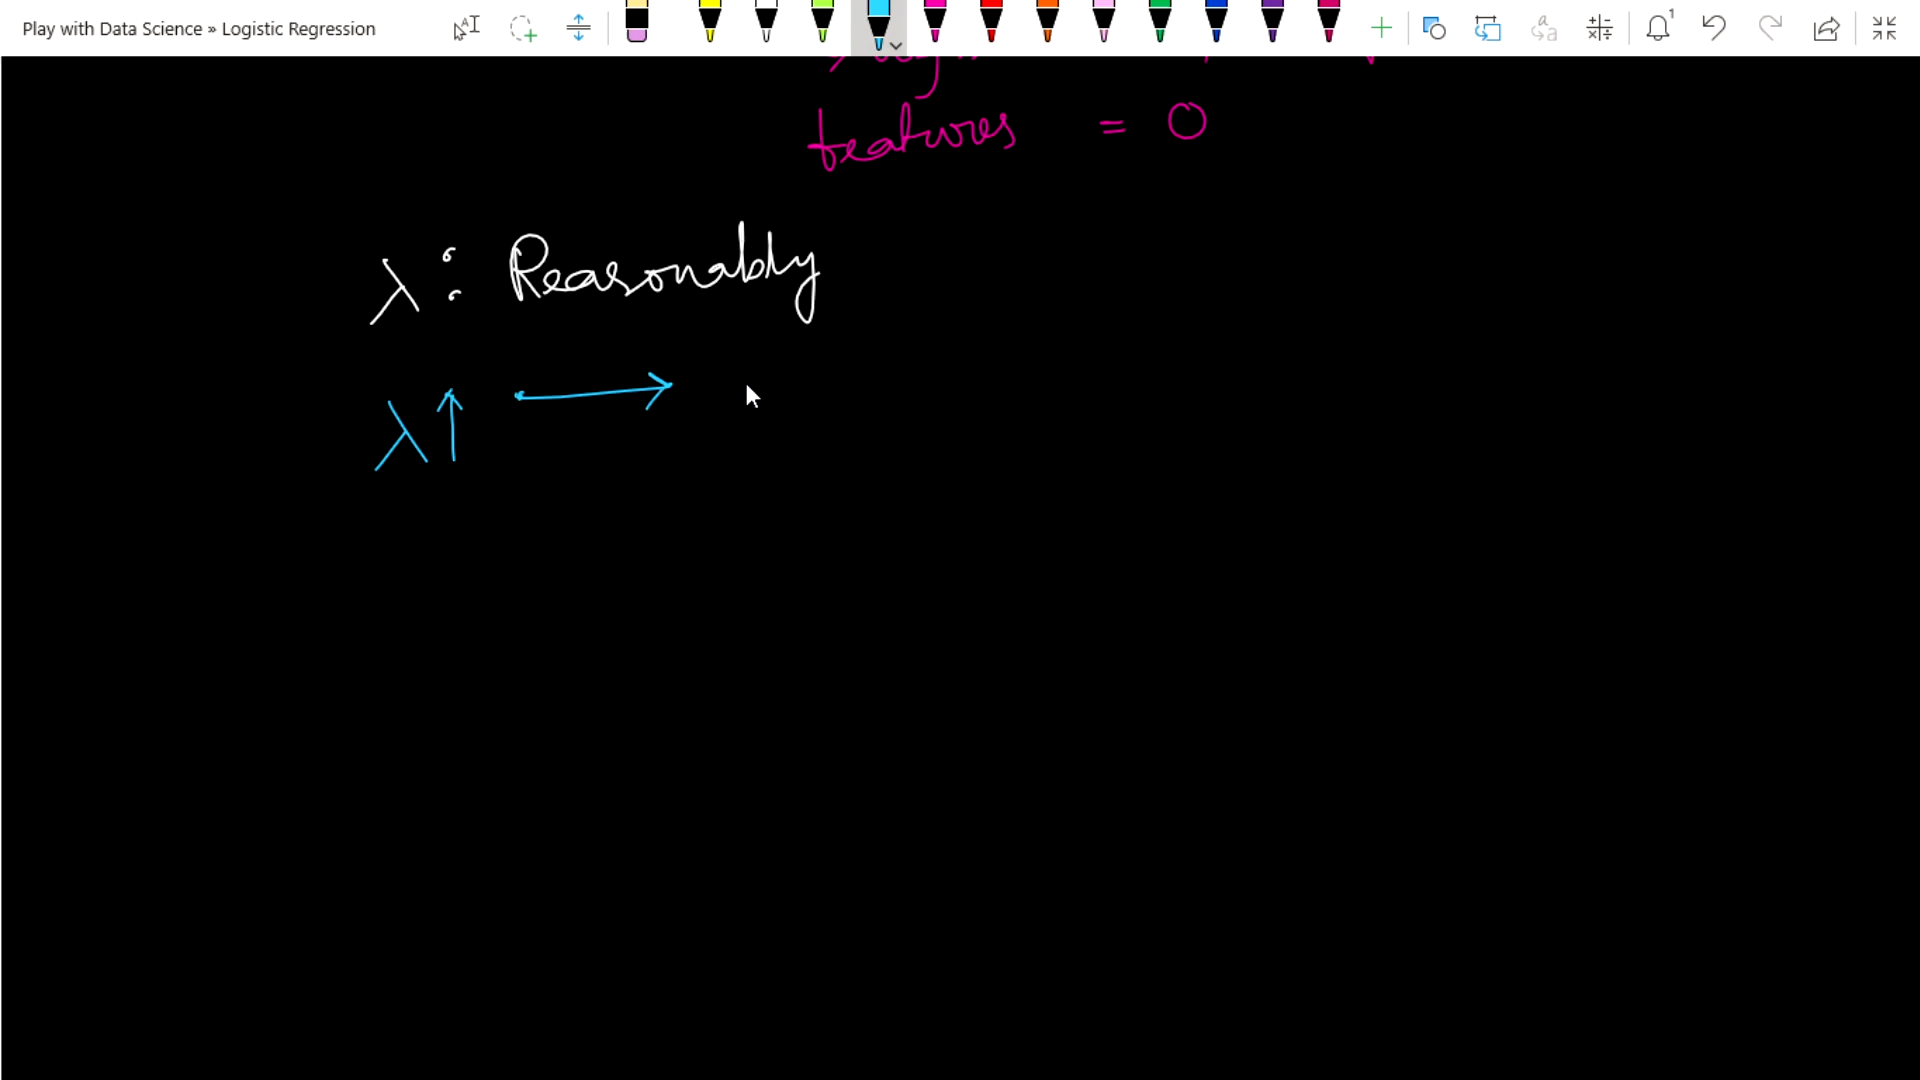 Play with Data Science » Logistic Regression
features = 0
λ: Reasonably
λ↑ →